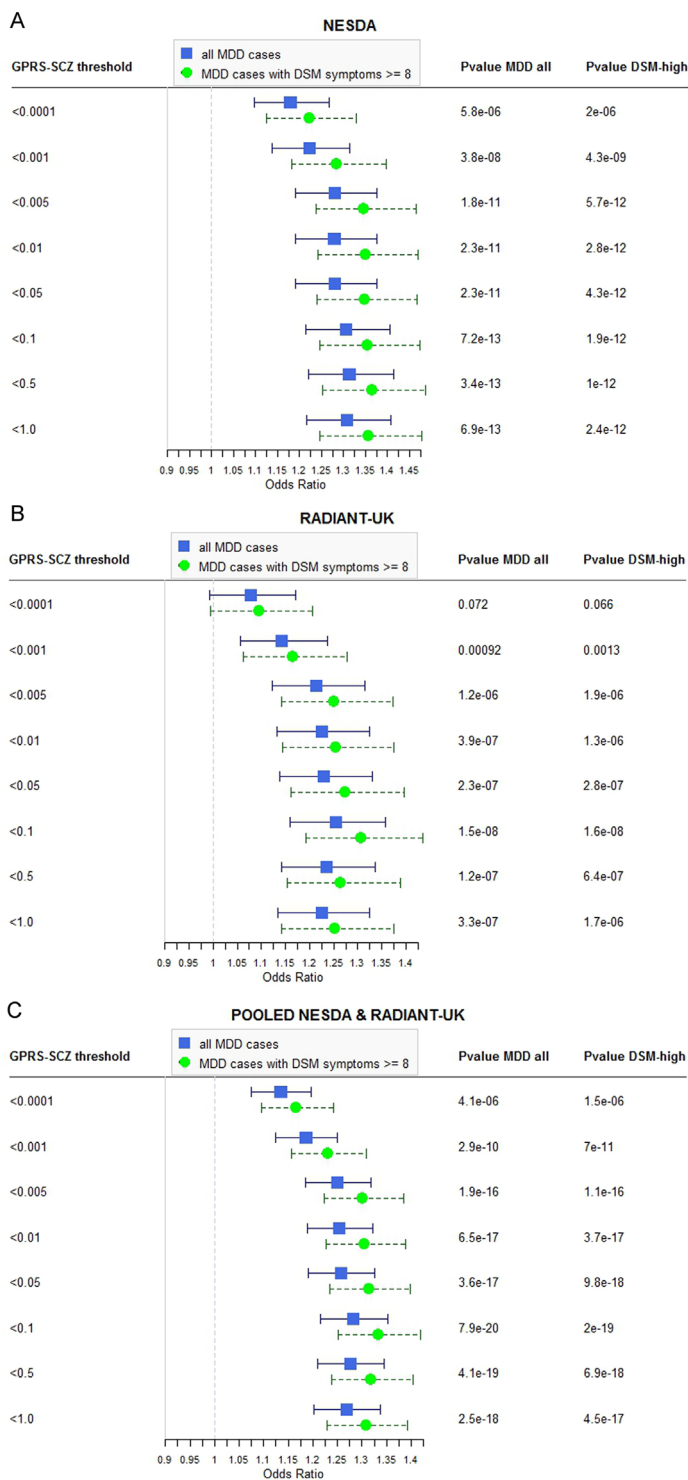 A
NESDA
GPRS-SCZ threshold all MDD cases Pvalue MDD all Pvalue DSM-high
MDD cases with DSM symptoms >= 8
<0.0001 5.8e-06 2e-06
<0.001 3.8e-08 4.3e-09
<0.005 1.8e-11 5.7e-12
<0.01 2.3e-11 2.8e-12
<0.05 2.3e-11 4.3e-12
<0.1 7.2e-13 1.9e-12
<0.5 3.4e-13 1e-12
<1.0 6.9e-13 2.4e-12
0.9 0.95 1 1.05 1.1 1.15 1.2 1.25 1.3 1.35 1.4 1.45
Odds Ratio
B
RADIANT-UK
GPRS-SCZ threshold all MDD cases Pvalue MDD all Pvalue DSM-high
MDD cases with DSM symptoms >= 8
<0.0001 0.072 0.066
<0.001 0.00092 0.0013
<0.005 1.2e-06 1.9e-06
<0.01 3.9e-07 1.3e-06
<0.05 2.3e-07 2.8e-07
<0.1 1.5e-08 1.6e-08
<0.5 1.2e-07 6.4e-07
<1.0 3.3e-07 1.7e-06
0.9 0.95 1 1.05 1.1 1.15 1.2 1.25 1.3 1.35 1.4
Odds Ratio
C
POOLED NESDA & RADIANT-UK
GPRS-SCZ threshold all MDD cases Pvalue MDD all Pvalue DSM-high
MDD cases with DSM symptoms >= 8
<0.0001 4.1e-06 1.5e-06
<0.001 2.9e-10 7e-11
<0.005 1.9e-16 1.1e-16
<0.01 6.5e-17 3.7e-17
<0.05 3.6e-17 9.8e-18
<0.1 7.9e-20 2e-19
<0.5 4.1e-19 6.9e-18
<1.0 2.5e-18 4.5e-17
0.9 0.95 1 1.05 1.1 1.15 1.2 1.25 1.3 1.35 1.4
Odds Ratio